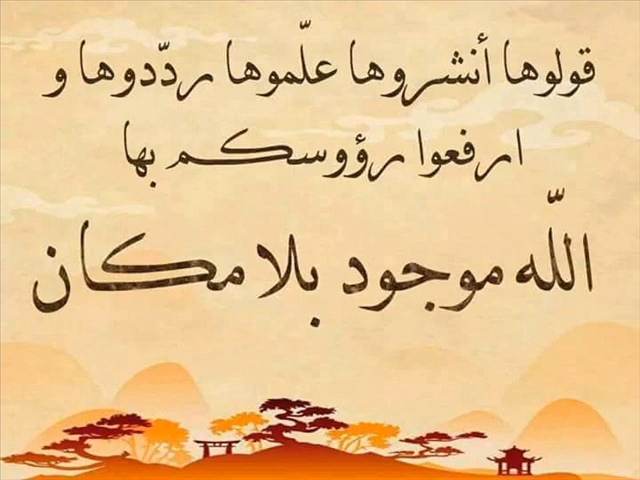 قولوها أنشروها علّموها ردّدوها و
ارفعوا رؤوسكم بها
اللّه موجود بلا مكان